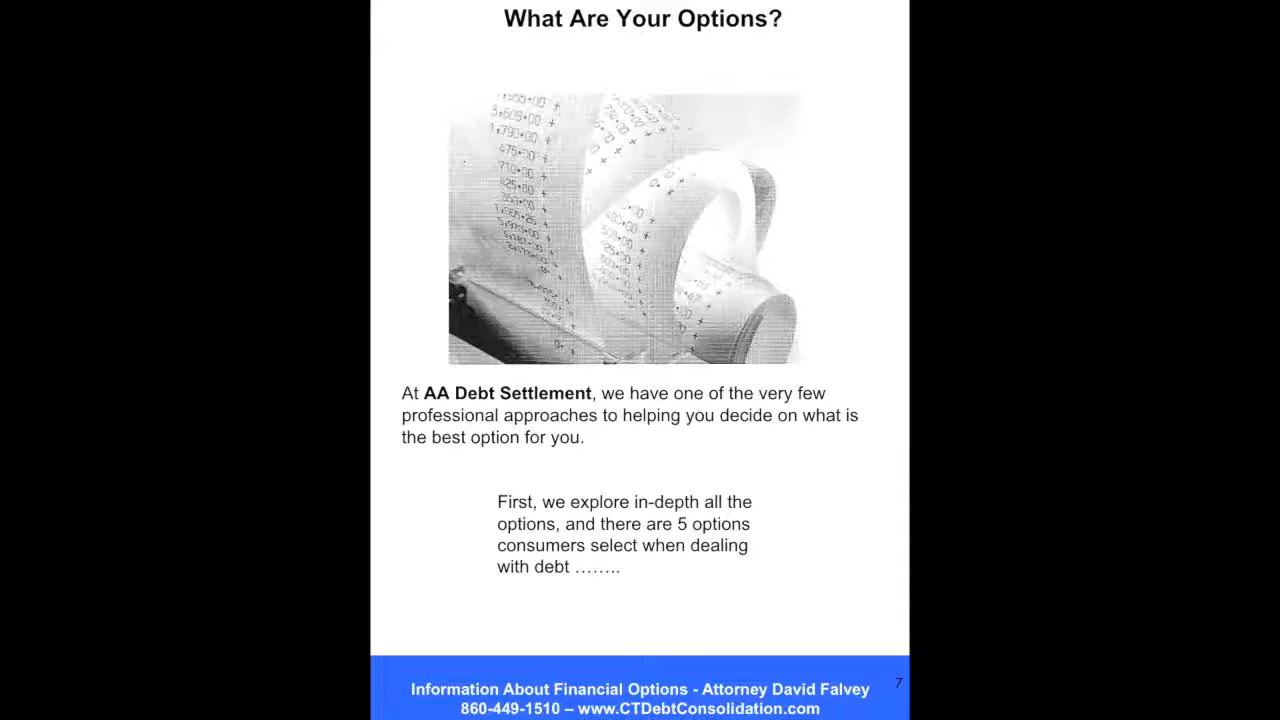 What Are Your Options?
475•00
At AA Debt Settlement, we have one of the very few
professional approaches to helping you decide on what is
the best option for you.
First, we explore in-depth all the
options, and there are 5 options
consumers select when dealing
with debt ........
7
Information About Financial Options - Attorney David Falvey
860-449-1510 – www.CTDebtConsolidation.com